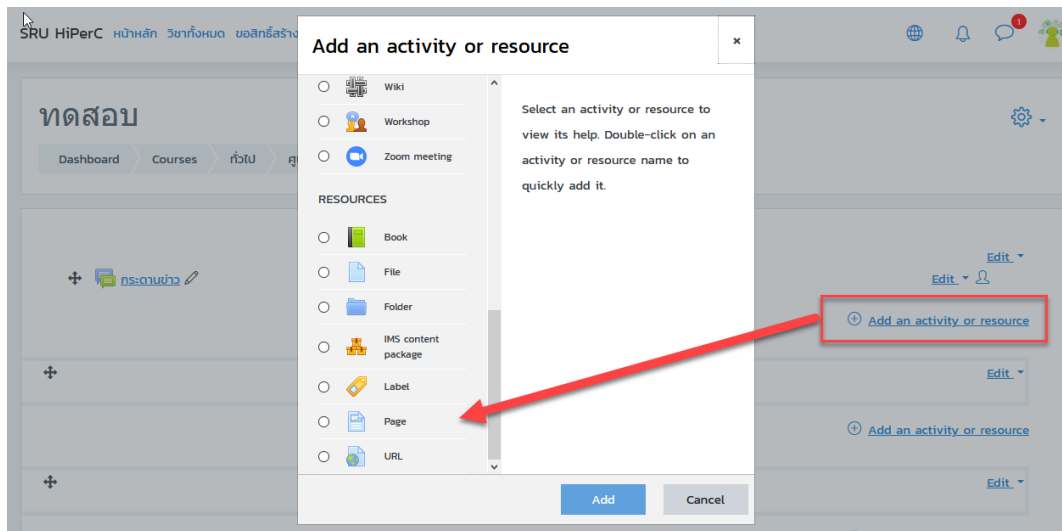 SRU HiPerC หน้าหลัก วิชาทั้งหมด ขอสิทธิ์สร้าง
1
Add an activity or resource
×
ทดสอบ
Dashboard Courses ทั่วไป
Wiki
Workshop
Zoom meeting
RESOURCES
Book
File
Folder
IMS content
package
Label
Page
URL
Select an activity or resource to
view its help. Double-click on an
activity or resource name to
quickly add it.
Add Cancel
กระดานข่าว
Edit
Edit
Add an activity or resource
Edit
Add an activity or resource
Edit